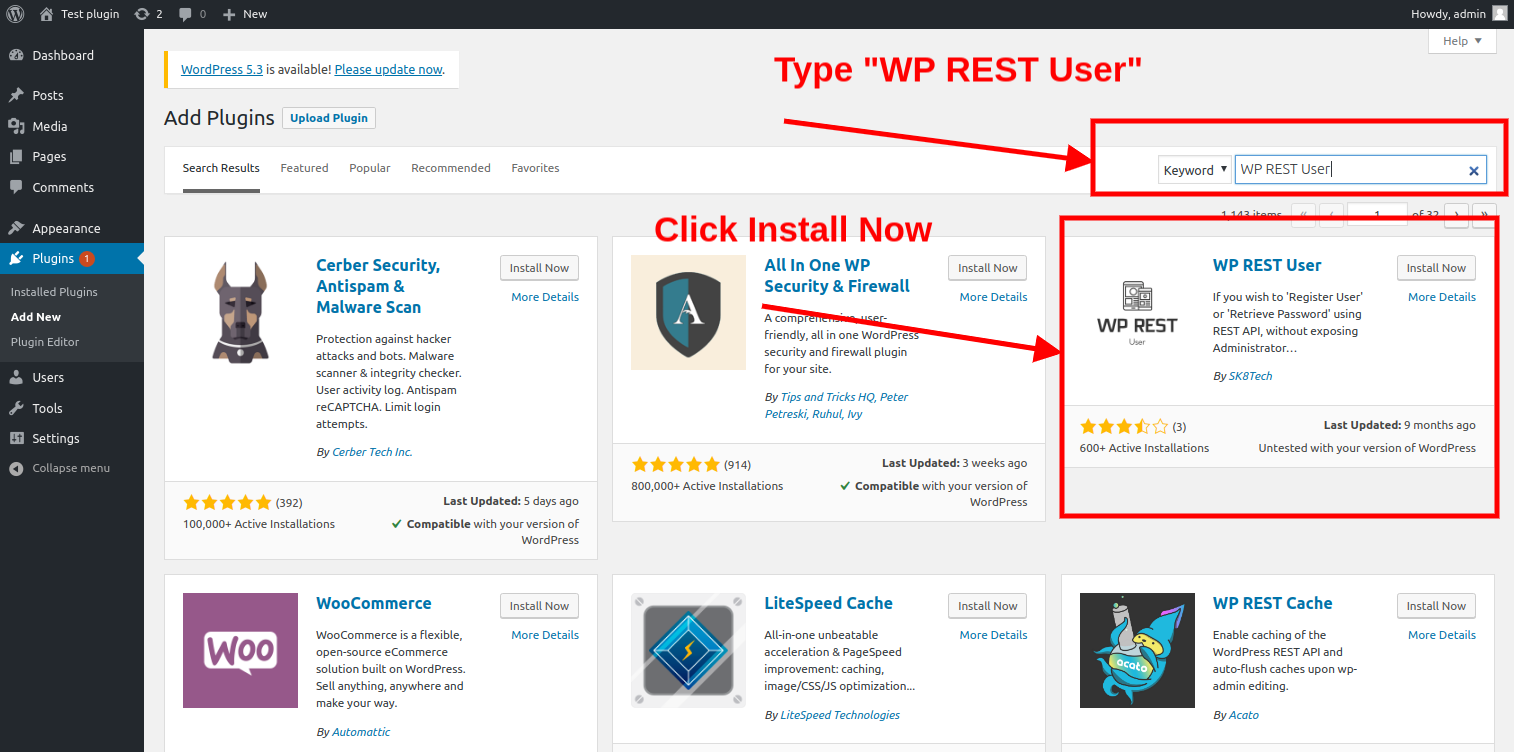 Test plugin 2 0 New Howdy, admin
Help ▼
Dashboard
Posts
Media
Pages
Comments
Appearance
Plugins 1
Installed Plugins
Add New
Plugin Editor
Users
Tools
Settings
Collapse menu
WordPress 5.3 is available! Please update now.
Type "WP REST User"
Add Plugins Upload Plugin
Search Results Featured Popular Recommended Favorites
Keyword ▼ WP REST User ×
1,143 items « ‹ 1 of 32 › »
Click Install Now
Cerber Security,
Antispam &
Malware Scan
Install Now
More Details
Protection against hacker
attacks and bots. Malware
scanner & integrity checker.
User activity log. Antispam
reCAPTCHA. Limit login
attempts.
By Cerber Tech Inc.
(392)
100,000+ Active Installations
Last Updated: 5 days ago
✓ Compatible with your version of
WordPress
A
All In One WP
Security & Firewall
Install Now
More Details
A comprehensive, user-
friendly, all in one WordPress
security and firewall plugin
for your site.
By Tips and Tricks HQ, Peter
Petreski, Ruhul, Ivy
(914)
800,000+ Active Installations
Last Updated: 3 weeks ago
✓ Compatible with your version of
WordPress
WP REST
User
WP REST User
Install Now
More Details
If you wish to 'Register User'
or 'Retrieve Password' using
REST API, without exposing
Administrator…
By SK8Tech
(3)
600+ Active Installations
Last Updated: 9 months ago
Untested with your version of WordPress
WOO
WooCommerce
Install Now
More Details
WooCommerce is a flexible,
open-source eCommerce
solution built on WordPress.
Sell anything, anywhere and
make your way.
By Automattic
LiteSpeed Cache
Install Now
More Details
All-in-one unbeatable
acceleration & PageSpeed
improvement: caching,
image/CSS/JS optimization...
By LiteSpeed Technologies
acato
WP REST Cache
Install Now
More Details
Enable caching of the
WordPress REST API and
auto-flush caches upon wp-
admin editing.
By Acato